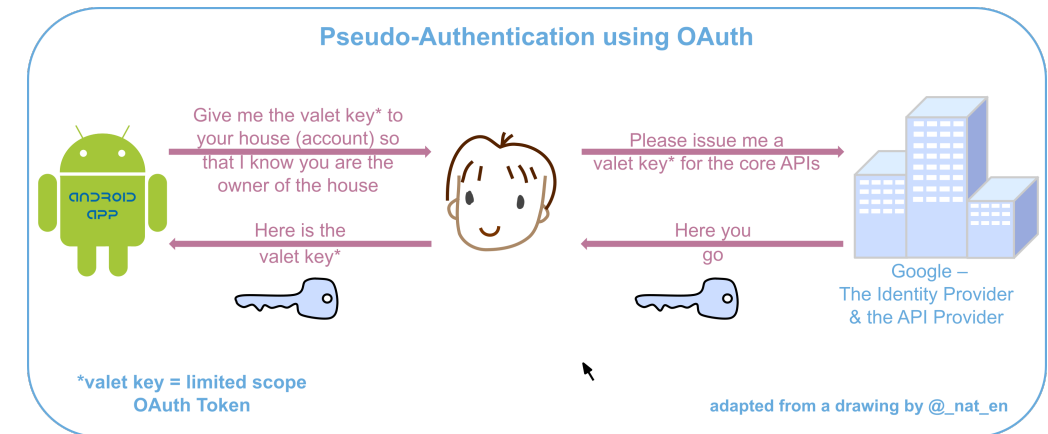 Pseudo-Authentication using OAuth
Give me the valet key* to
your house (account) so
that I know you are the
owner of the house
Please issue me a
valet key* for the core APIs
ANDROID
APP
Here is the
valet key*
Here you
go
Google –
The Identity Provider
& the API Provider
*valet key = limited scope
OAuth Token
adapted from a drawing by @_nat_en